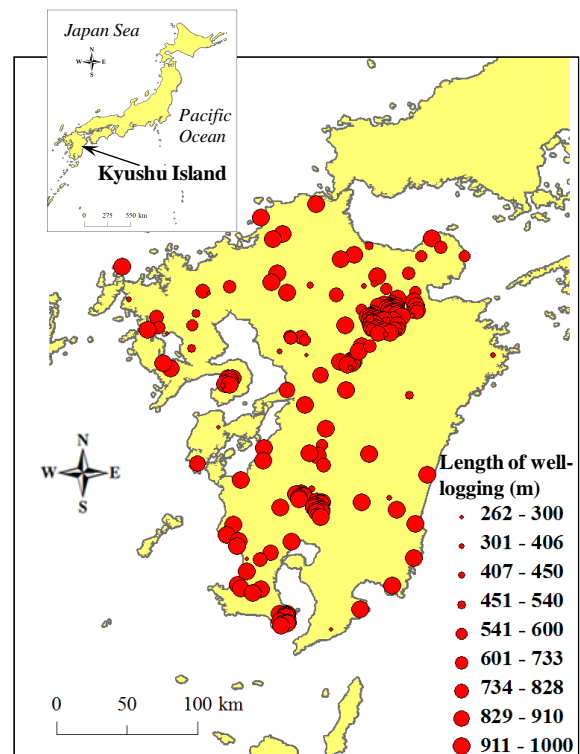 Japan Sea
N
W E
S
Pacific
Ocean
Kyushu Island
0 275 550 km
N
W E
S
Length of well-
logging (m)
262 - 300
301 - 406
407 - 450
451 - 540
541 - 600
601 - 733
734 - 828
829 - 910
911 - 1000
0 50 100 km